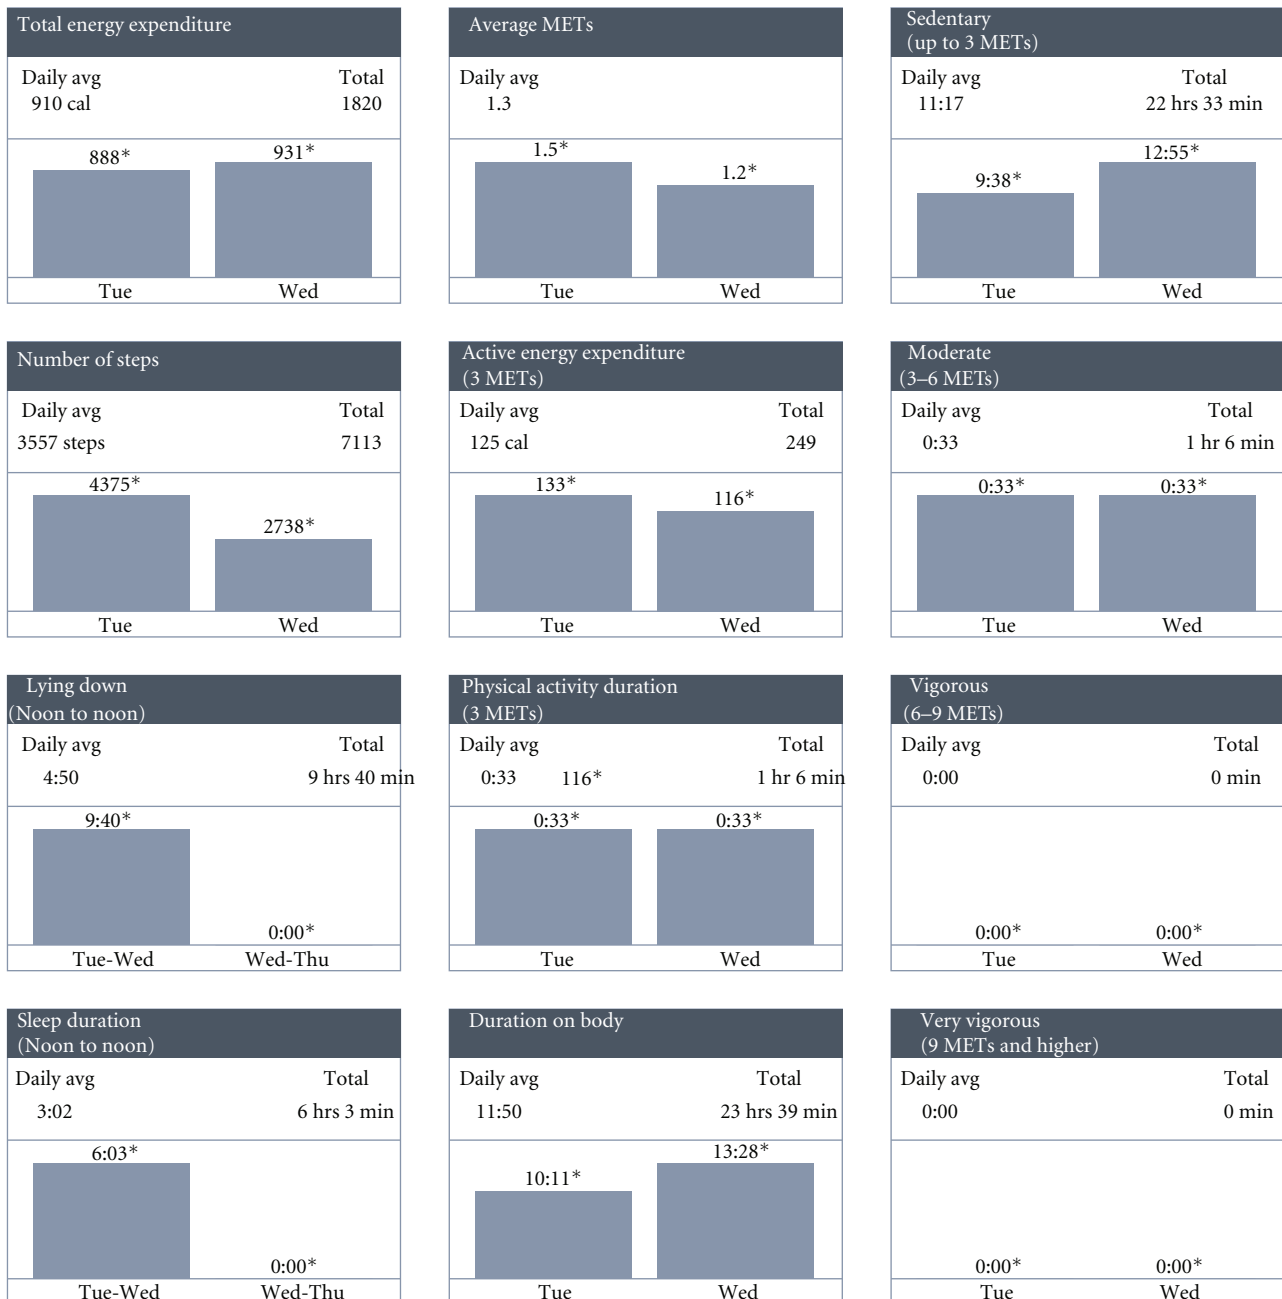 Total energy expenditure
Daily avg Total
910 cal 1820
888* 931*
Tue Wed
Average METs
Daily avg
1.3
1.5* 1.2*
Tue Wed
Sedentary
(up to 3 METs)
Daily avg Total
11:17 22 hrs 33 min
9:38* 12:55*
Tue Wed
Number of steps
Daily avg Total
3557 steps 7113
4375* 2738*
Tue Wed
Active energy expenditure
(3 METs)
Daily avg Total
125 cal 249
133* 116*
Tue Wed
Moderate
(3–6 METs)
Daily avg Total
0:33 1 hr 6 min
0:33* 0:33*
Tue Wed
Lying down
(Noon to noon)
Daily avg Total
4:50 9 hrs 40 min
9:40* 0:00*
Tue-Wed Wed-Thu
Physical activity duration
(3 METs)
Daily avg Total
0:33 116* 1 hr 6 min
0:33* 0:33*
Tue Wed
Vigorous
(6–9 METs)
Daily avg Total
0:00 0 min
0:00* 0:00*
Tue Wed
Sleep duration
(Noon to noon)
Daily avg Total
3:02 6 hrs 3 min
6:03* 0:00*
Tue-Wed Wed-Thu
Duration on body
Daily avg Total
11:50 23 hrs 39 min
10:11* 13:28*
Tue Wed
Very vigorous
(9 METs and higher)
Daily avg Total
0:00 0 min
0:00* 0:00*
Tue Wed